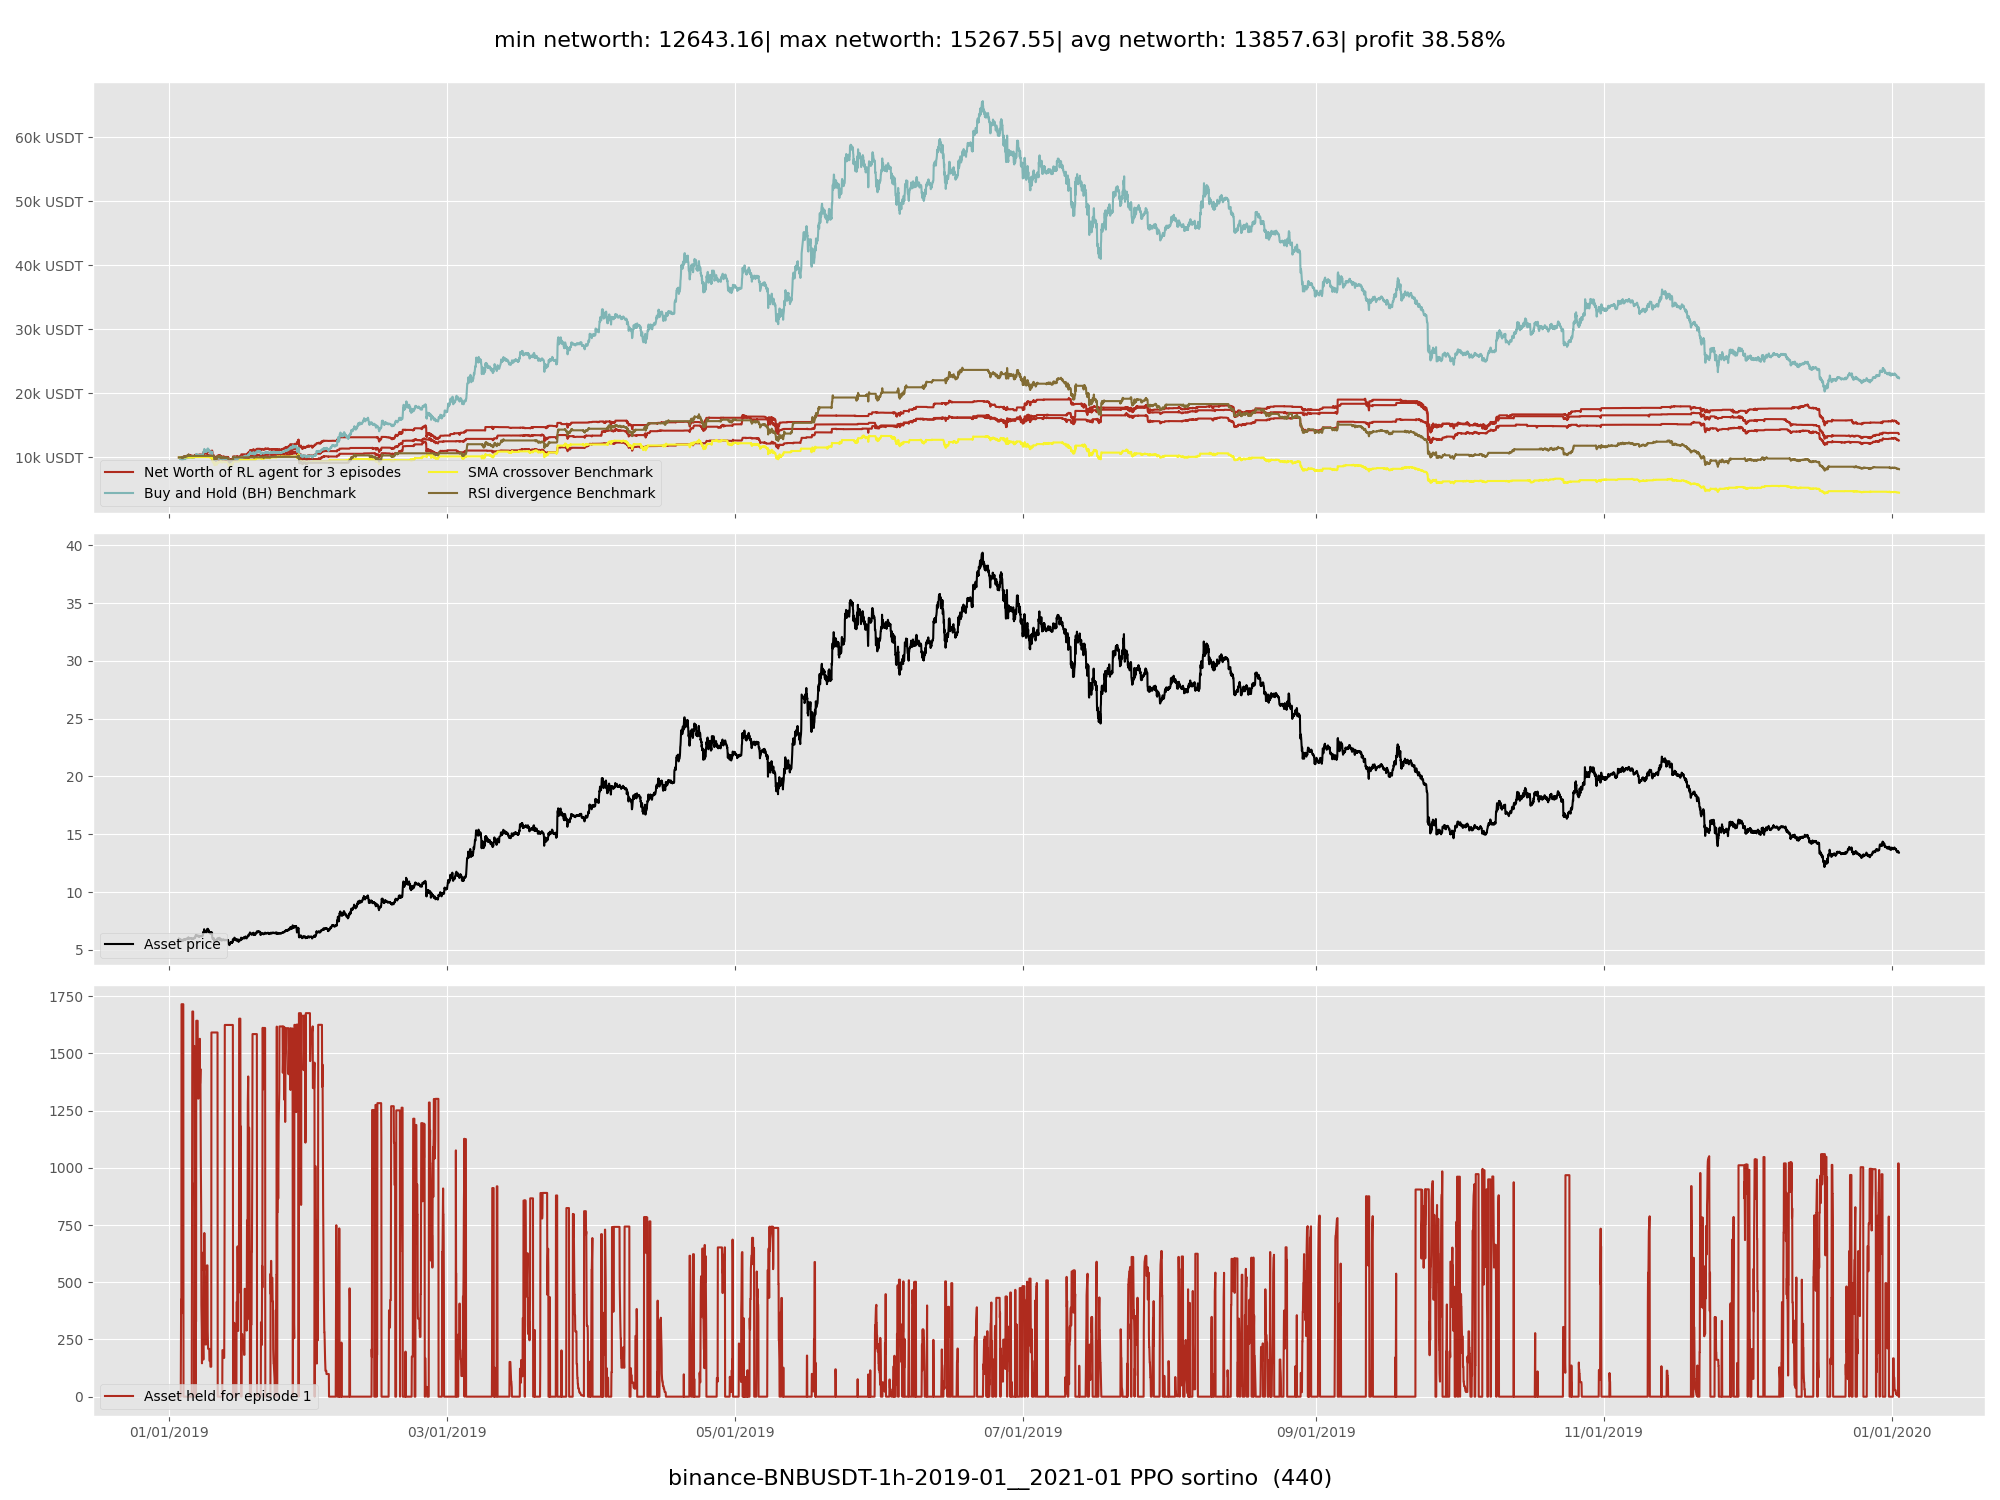 min networth: 12643.16| max networth: 15267.55| avg networth: 13857.63| profit 38.58%
60k USDT
50k USDT
40k USDT
30k USDT
20k USDT
10k USDT
Net Worth of RL agent for 3 episodes
Buy and Hold (BH) Benchmark
SMA crossover Benchmark
RSI divergence Benchmark
40
35
30
25
20
15
10
5
Asset price
1750
1500
1250
1000
750
500
250
0
Asset held for episode 1
01/01/2019 03/01/2019 05/01/2019 07/01/2019 09/01/2019 11/01/2019 01/01/2020
binance-BNBUSDT-1h-2019-01__2021-01 PPO sortino (440)